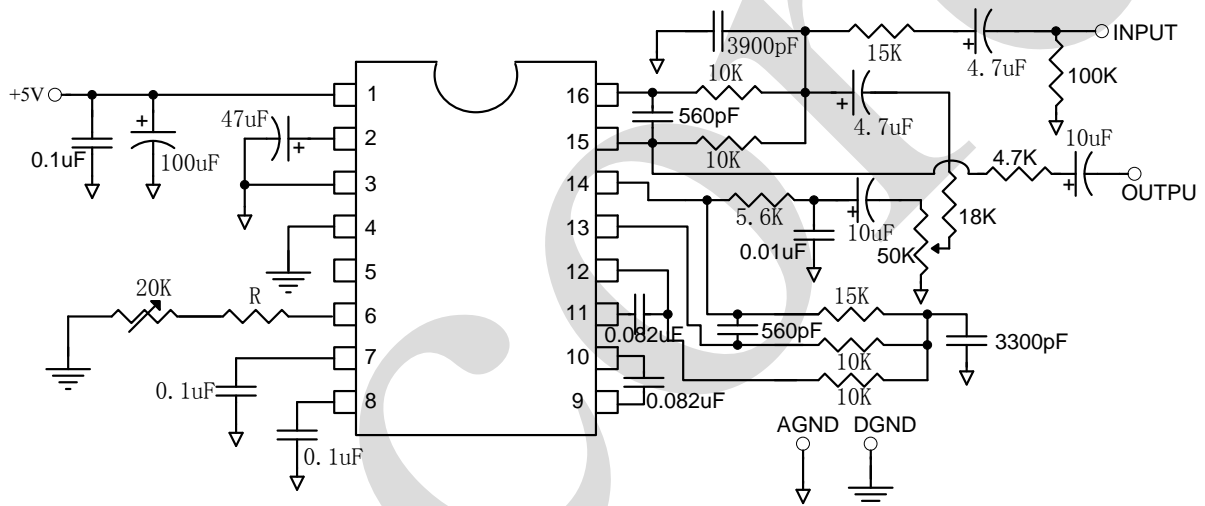 3900pF
15K
4.7uF
INPUT
100K
+5V
0.1uF
100uF
47uF
1
2
3
4
5
6
7
8
16
15
14
13
12
11
10
9
10K
560pF
10K
4.7uF
4.7K
10uF
OUTPU
5.6K
0.01uF
10uF
18K
50K
20K
R
0.1uF
0.1uF
0.082uF
0.082uF
560pF
15K
10K
10K
3300pF
AGND DGND